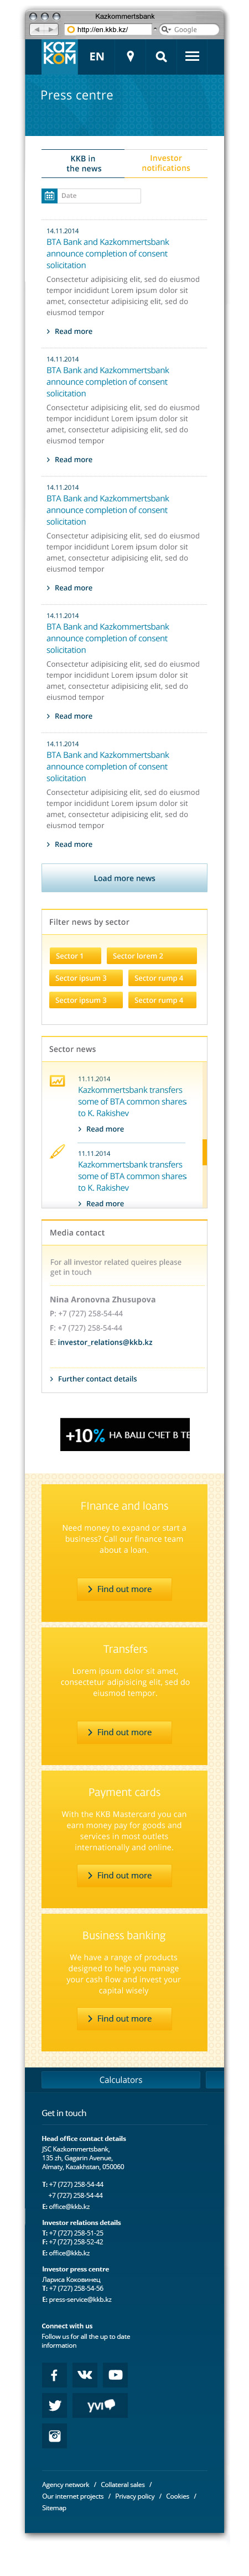 Kazkommertsbank
http://en.kkb.kz/
Google
KAZ
KOM
EN
Press centre
KKB in
the news
Investor
notifications
Date
14.11.2014
BTA Bank and Kazkommertsbank
announce completion of consent
solicitation
Consectetur adipisicing elit, sed do eiusmod
tempor incididunt Lorem ipsum dolor sit
amet, consectetur adipisicing elit, sed do
eiusmod tempor
Read more
14.11.2014
BTA Bank and Kazkommertsbank
announce completion of consent
solicitation
Consectetur adipisicing elit, sed do eiusmod
tempor incididunt Lorem ipsum dolor sit
amet, consectetur adipisicing elit, sed do
eiusmod tempor
Read more
14.11.2014
BTA Bank and Kazkommertsbank
announce completion of consent
solicitation
Consectetur adipisicing elit, sed do eiusmod
tempor incididunt Lorem ipsum dolor sit
amet, consectetur adipisicing elit, sed do
eiusmod tempor
Read more
14.11.2014
BTA Bank and Kazkommertsbank
announce completion of consent
solicitation
Consectetur adipisicing elit, sed do eiusmod
tempor incididunt Lorem ipsum dolor sit
amet, consectetur adipisicing elit, sed do
eiusmod tempor
Read more
14.11.2014
BTA Bank and Kazkommertsbank
announce completion of consent
solicitation
Consectetur adipisicing elit, sed do eiusmod
tempor incididunt Lorem ipsum dolor sit
amet, consectetur adipisicing elit, sed do
eiusmod tempor
Read more
Load more news
Filter news by sector
Sector 1 Sector lorem 2
Sector ipsum 3 Sector rump 4
Sector ipsum 3 Sector rump 4
Sector news
11.11.2014
Kazkommertsbank transfers
some of BTA common shares
to K. Rakishev
Read more
11.11.2014
Kazkommertsbank transfers
some of BTA common shares
to K. Rakishev
Read more
Media contact
For all investor related queires please
get in touch
Nina Aronovna Zhusupova
P: +7 (727) 258-54-44
F: +7 (727) 258-54-44
E: investor_relations@kkb.kz
Further contact details
+10% НА ВАШ СЧЕТ В ТЕ
FInance and loans
Need money to expand or start a
business? Call our finance team
about a loan.
Find out more
Transfers
Lorem ipsum dolor sit amet,
consectetur adipisicing elit, sed do
eiusmod tempor.
Find out more
Payment cards
With the KKB Mastercard you can
earn money pay for goods and
services in most outlets
internationally and online.
Find out more
Business banking
We have a range of products
designed to help you manage
your cash flow and invest your
capital wisely
Find out more
Calculators
Get in touch
Head office contact details
JSC Kazkommertsbank,
135 zh, Gagarin Avenue,
Almaty, Kazakhstan, 050060
T: +7 (727) 258-54-44
+7 (727) 258-54-44
E: office@kkb.kz
Investor relations details
T: +7 (727) 258-51-25
F: +7 (727) 258-52-42
E: office@kkb.kz
Investor press centre
Лариса Коковинец
T: +7 (727) 258-54-56
E: press-service@kkb.kz
Connect with us
Follow us for all the up to date
information
yvi
Agency network / Collateral sales /
Our internet projects / Privacy policy / Cookies /
Sitemap